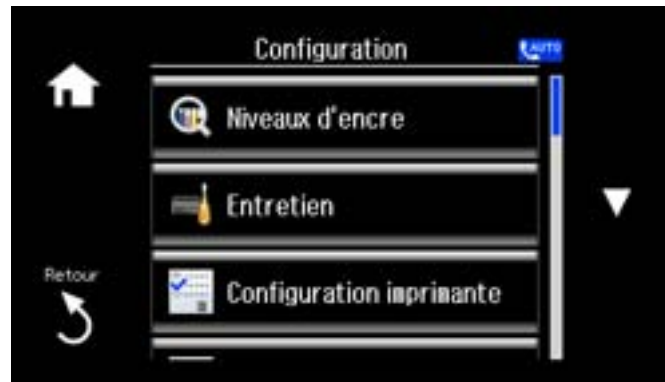 Configuration
AUTO
Niveaux d'encre
Entretien
Configuration imprimante
Retour